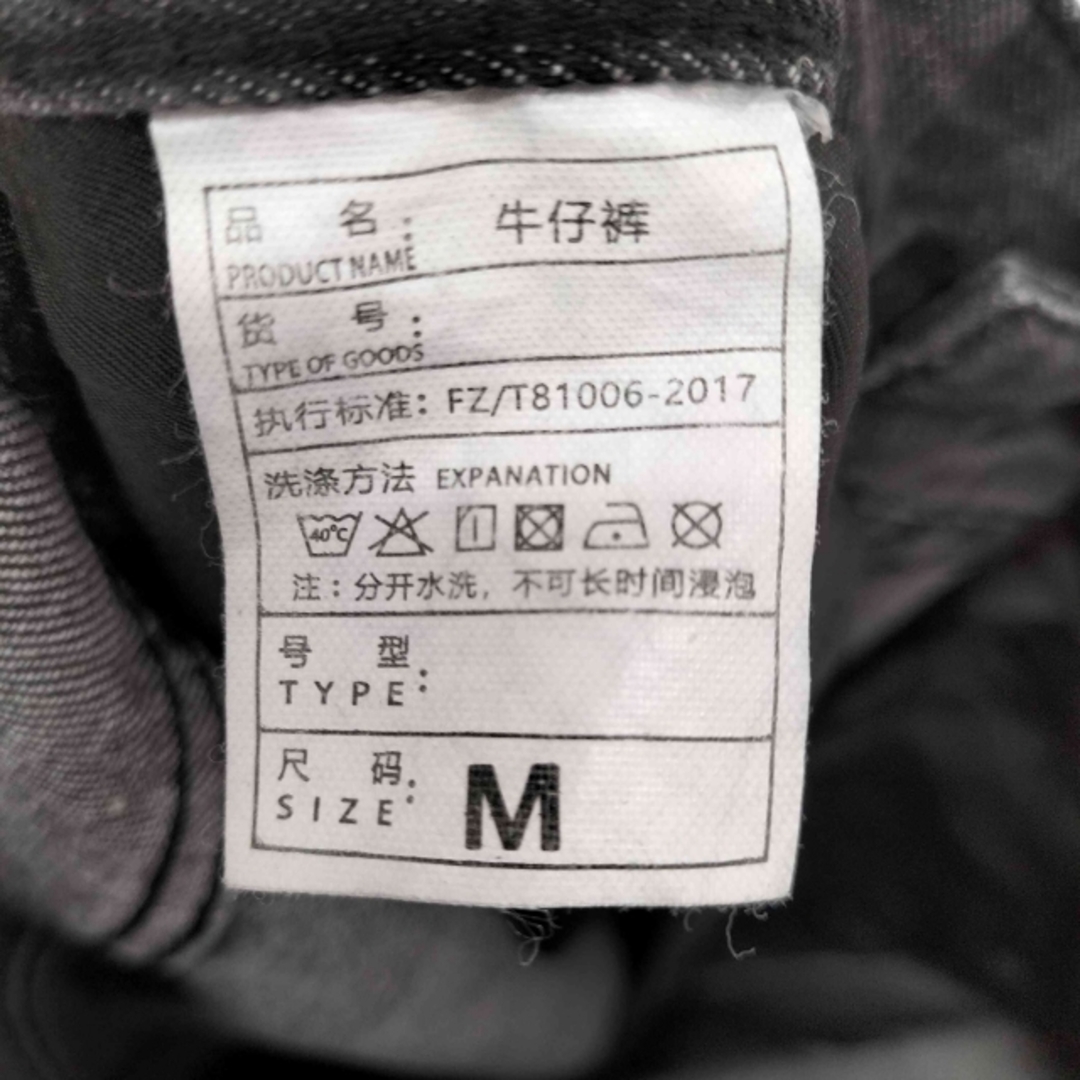 品 名: 牛仔裤
PRODUCT NAME
货 号:
TYPE OF GOODS
执行标准: FZ/T81006-2017
洗涤方法 EXPANATION
40℃
注:分开水洗,不可长时间浸泡
号 型:
TYPE
尺 码:
SIZE
M